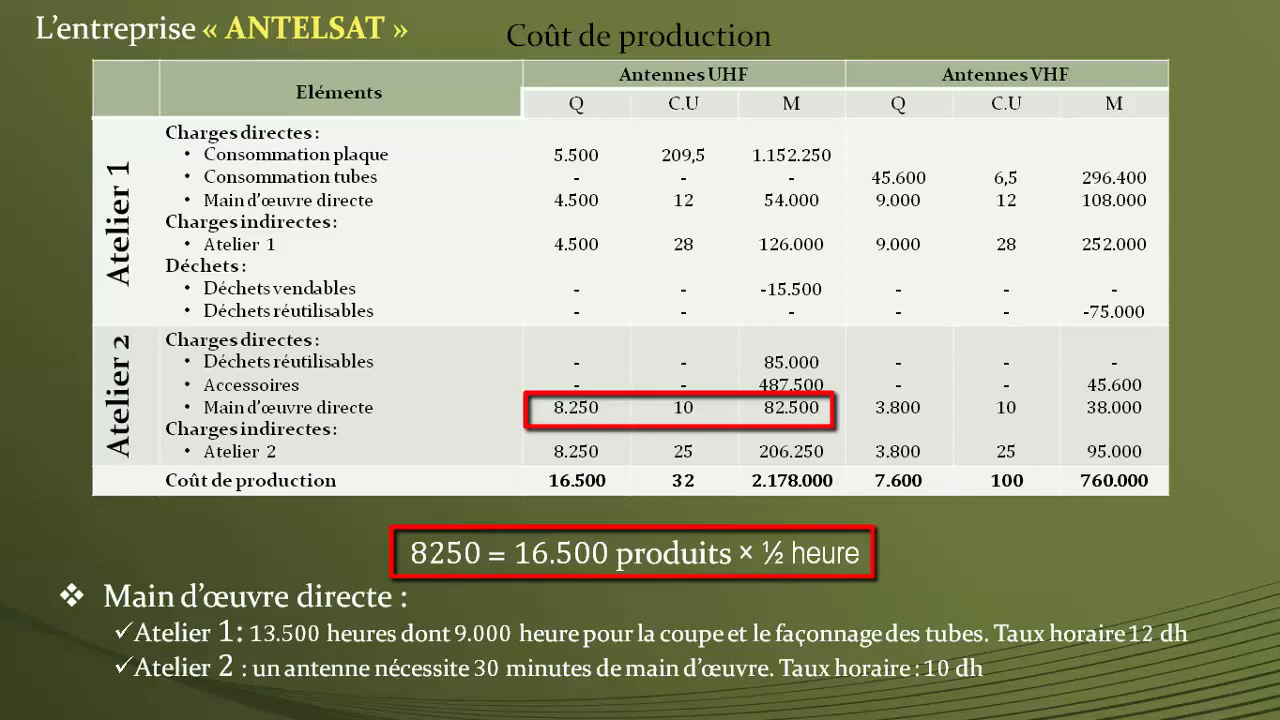 L'entreprise « ANTELSAT »
Coût de production
Eléments Antennes UHF Antennes VHF
Q C.U M Q C.U M
Atelier 1
Charges directes :
• Consommation plaque 5.500 209,5 1.152.250
• Consommation tubes - - - 45.600 6,5 296.400
• Main d'œuvre directe 4.500 12 54.000 9.000 12 108.000
Charges indirectes :
• Atelier 1 4.500 28 126.000 9.000 28 252.000
Déchets :
• Déchets vendables - - -15.500 - - -
• Déchets réutilisables - - - - - -75.000
Atelier 2
Charges directes :
• Déchets réutilisables - - 85.000 - - -
• Accessoires - - 487.500 - - 45.600
• Main d'œuvre directe 8.250 10 82.500 3.800 10 38.000
Charges indirectes :
• Atelier 2 8.250 25 206.250 3.800 25 95.000
Coût de production 16.500 32 2.178.000 7.600 100 760.000
8250 = 16.500 produits × ½ heure
❖ Main d'œuvre directe :
✓Atelier 1: 13.500 heures dont 9.000 heure pour la coupe et le façonnage des tubes. Taux horaire 12 dh
✓Atelier 2 : un antenne nécessite 30 minutes de main d'œuvre. Taux horaire : 10 dh